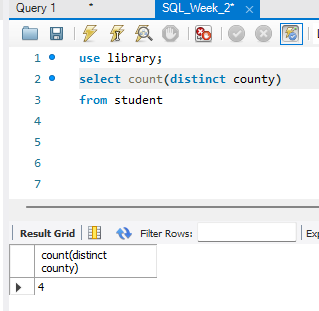 Query 1 * SQL_Week_2* ×
1 use library;
2 select count(distinct county)
3 from student
4
5
6
7
Result Grid Filter Rows:
count(distinct
county)
4